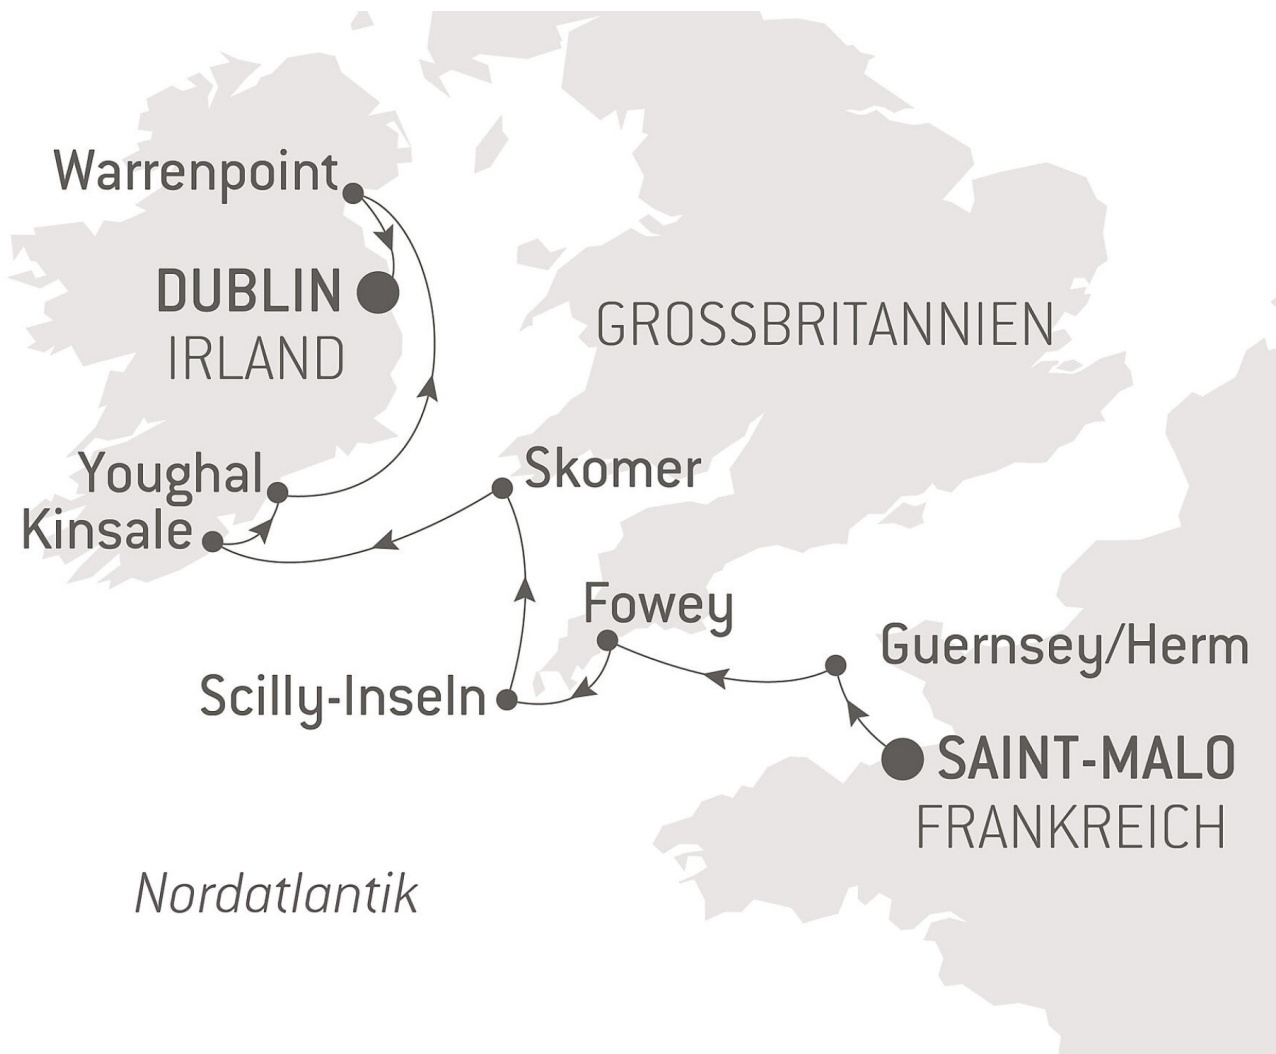 Warrenpoint
DUBLIN
IRLAND
GROSSBRITANNIEN
Youghal
Skomer
Kinsale
Fowey
Guernsey/Herm
Scilly-Inseln
SAINT-MALO
FRANKREICH
Nordatlantik